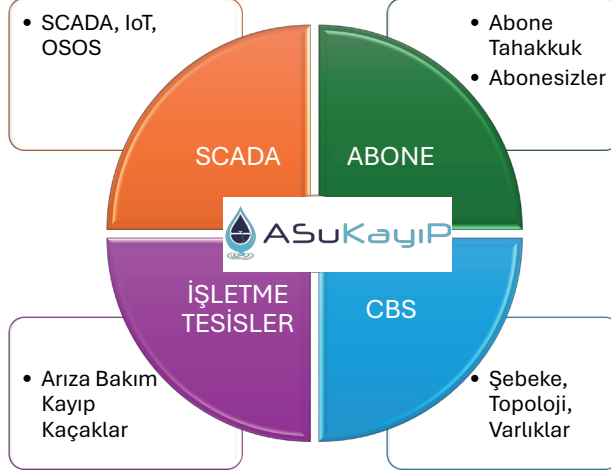 • SCADA, IoT,
OSOS
• Abone
Tahakkuk
• Abonesizler
SCADA
ABONE
ASuKayıP
İŞLETME
TESİSLER
CBS
• Arıza Bakım
Kayıp
Kaçaklar
• Şebeke,
Topoloji,
Varlıklar